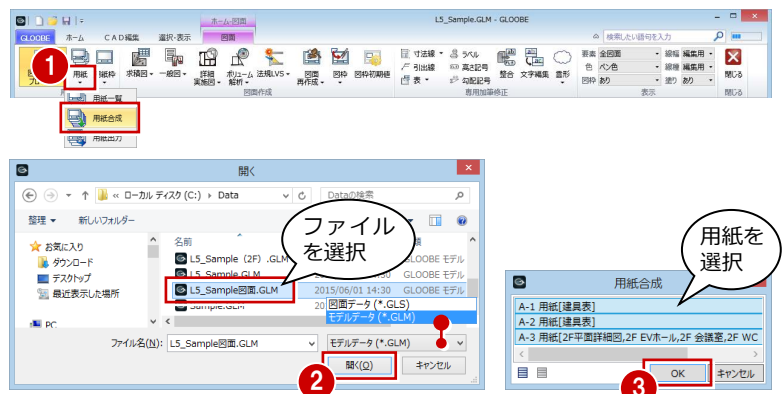 ホーム-図面
L5_Sample.GLM - GLOOBE
GLOOBE ホーム CAD編集 選択・表示 図面
検索したい語句を入力
用紙 求積図 一般図 詳細実施図 ボリューム解析 法規LVS 図面再作成 図枠 図枠初期値
寸法線 ラベル
引出線 高さ記号
表 勾配記号
整合 文字編集 雲形
要素 全図面 線幅 編集用
色 ペン色 線種 編集用
図枠 あり 塗り あり
閉じる
図面作成 専用加筆修正 表示 閉じる
1
用紙一覧
用紙合成
用紙出力
開く
ローカル ディスク (C:) Data
Dataの検索
整理 新しいフォルダー
お気に入り
ダウンロード
デスクトップ
最近表示した場所
PC
名前
L5_Sample (2F) .GLM GLOOBE モデル
L5_Sample.GLM 14:30 GLOOBE モデル
L5_Sample図面.GLM 2015/06/01 14:30 GLOOBE モデル
Sample.GLM
図面データ (*.GLS)
モデルデータ (*.GLM)
ファイル名(N): L5_Sample図面.GLM
モデルデータ (*.GLM)
開く(O) キャンセル
2
ファイル
を選択
用紙を
選択
用紙合成
A-1 用紙[建具表]
A-2 用紙[建具表]
A-3 用紙[2F平面詳細図,2F EVホール,2F 会議室,2F WC
OK キャンセル
3